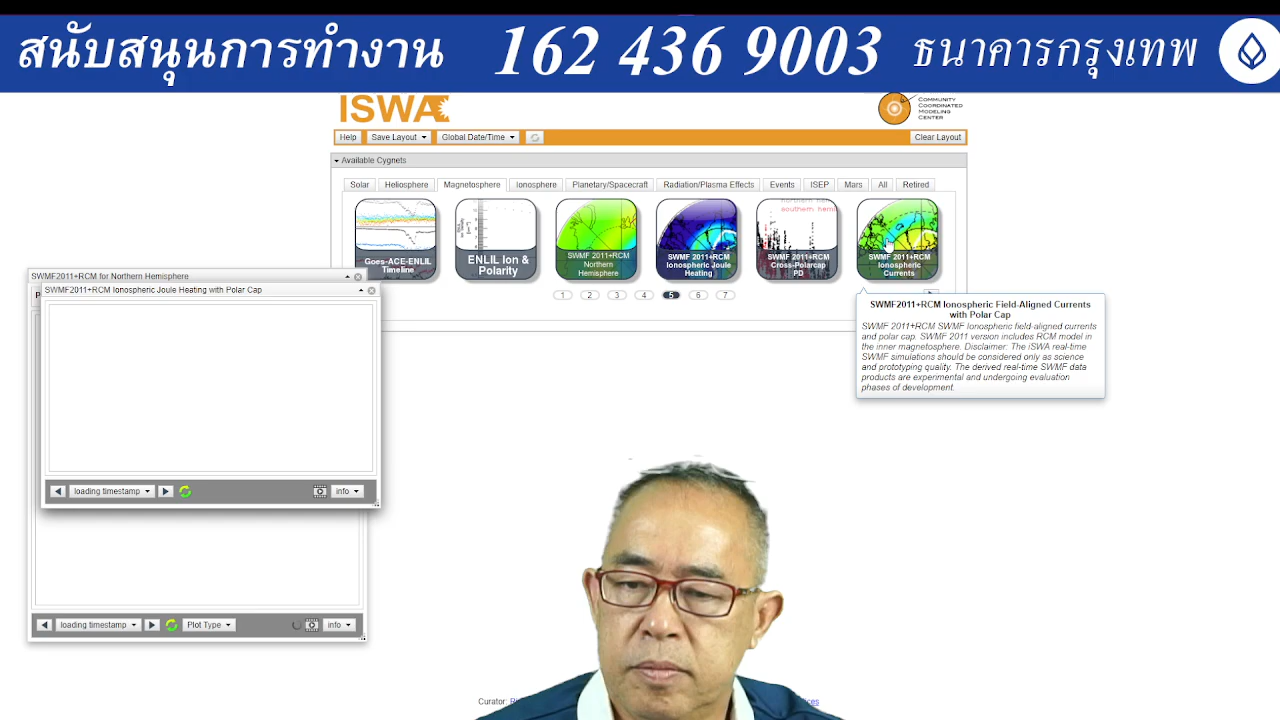 สนับสนุนการทำงาน 162 436 9003 ธนาคารกรุงเทพ
ISWA
COMMUNITY
COORDINATED
MODELING
CENTER
Help Save Layout Global Date/Time Clear Layout
Available Cygnets
Solar Heliosphere Magnetosphere Ionosphere Planetary/Spacecraft Radiation/Plasma Effects Events ISEP Mars All Retired
Goes-ACE-ENLIL
Timeline
ENLIL Ion &
Polarity
SWMF 2011+RCM
Northern
Hemisphere
SWMF 2011+RCM
Ionospheric Joule
Heating
southern hemi
SWMF 2011+RCM
Cross-Polarcap
PD
SWMF 2011+RCM
Ionospheric
Currents
1 2 3 4 5 6 7
SWMF2011+RCM Ionospheric Field-Aligned Currents
with Polar Cap
SWMF 2011+RCM SWMF Ionospheric field-aligned currents
and polar cap. SWMF 2011 version includes RCM model in
the inner magnetosphere. Disclaimer: The iSWA real-time
SWMF simulations should be considered only as science
and prototyping quality. The derived real-time SWMF data
products are experimental and undergoing evaluation
phases of development.
SWMF2011+RCM for Northern Hemisphere
SWMF2011+RCM Ionospheric Joule Heating with Polar Cap
loading timestamp info
loading timestamp Plot Type info
Curator: